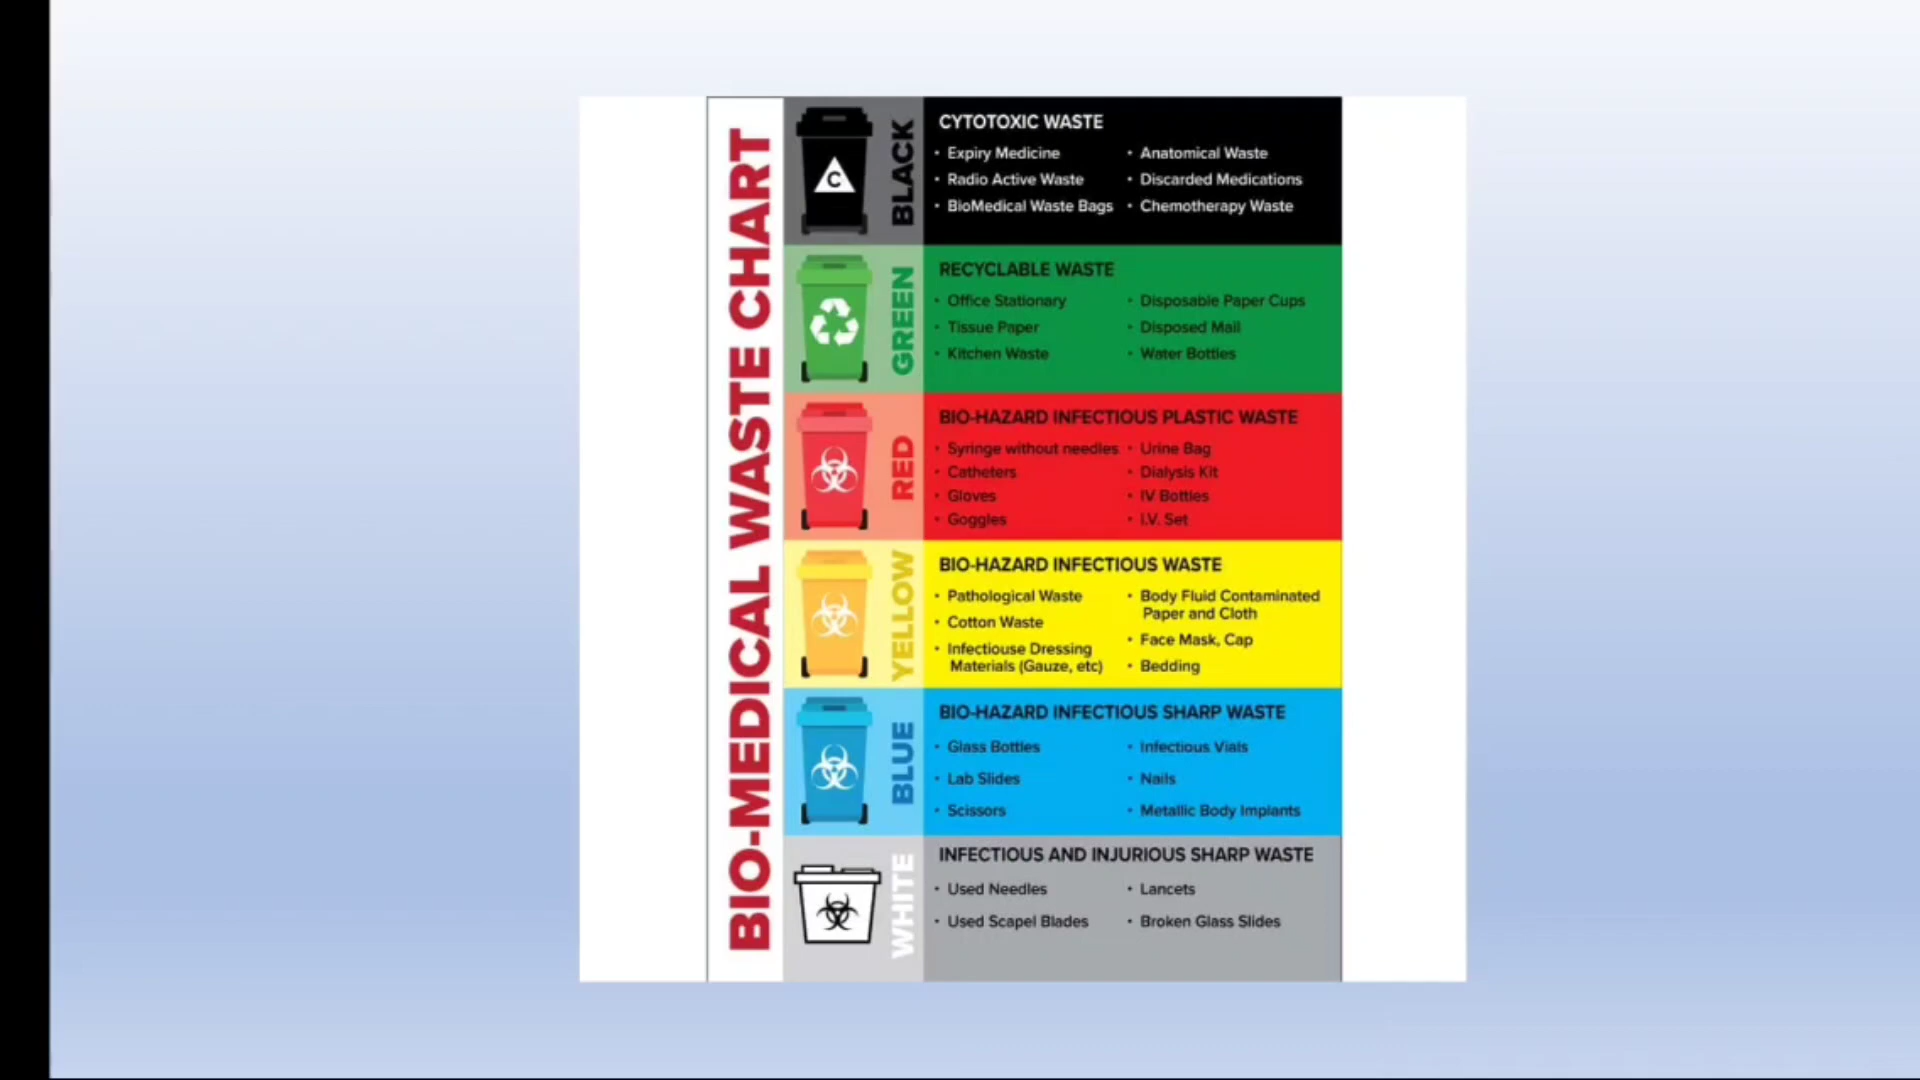 BIO-MEDICAL WASTE CHART
BLACK
CYTOTOXIC WASTE
• Expiry Medicine
• Radio Active Waste
• BioMedical Waste Bags
• Anatomical Waste
• Discarded Medications
• Chemotherapy Waste
C
GREEN
RECYCLABLE WASTE
• Office Stationary
• Tissue Paper
• Kitchen Waste
• Disposable Paper Cups
• Disposed Mail
• Water Bottles
RED
BIO-HAZARD INFECTIOUS PLASTIC WASTE
• Syringe without needles
• Catheters
• Gloves
• Goggles
• Urine Bag
• Dialysis Kit
• IV Bottles
• I.V. Set
YELLOW
BIO-HAZARD INFECTIOUS WASTE
• Pathological Waste
• Cotton Waste
• Infectiouse Dressing
Materials (Gauze, etc)
• Body Fluid Contaminated
Paper and Cloth
• Face Mask, Cap
• Bedding
BLUE
BIO-HAZARD INFECTIOUS SHARP WASTE
• Glass Bottles
• Lab Slides
• Scissors
• Infectious Vials
• Nails
• Metallic Body Implants
WHITE
INFECTIOUS AND INJURIOUS SHARP WASTE
• Used Needles
• Used Scapel Blades
• Lancets
• Broken Glass Slides